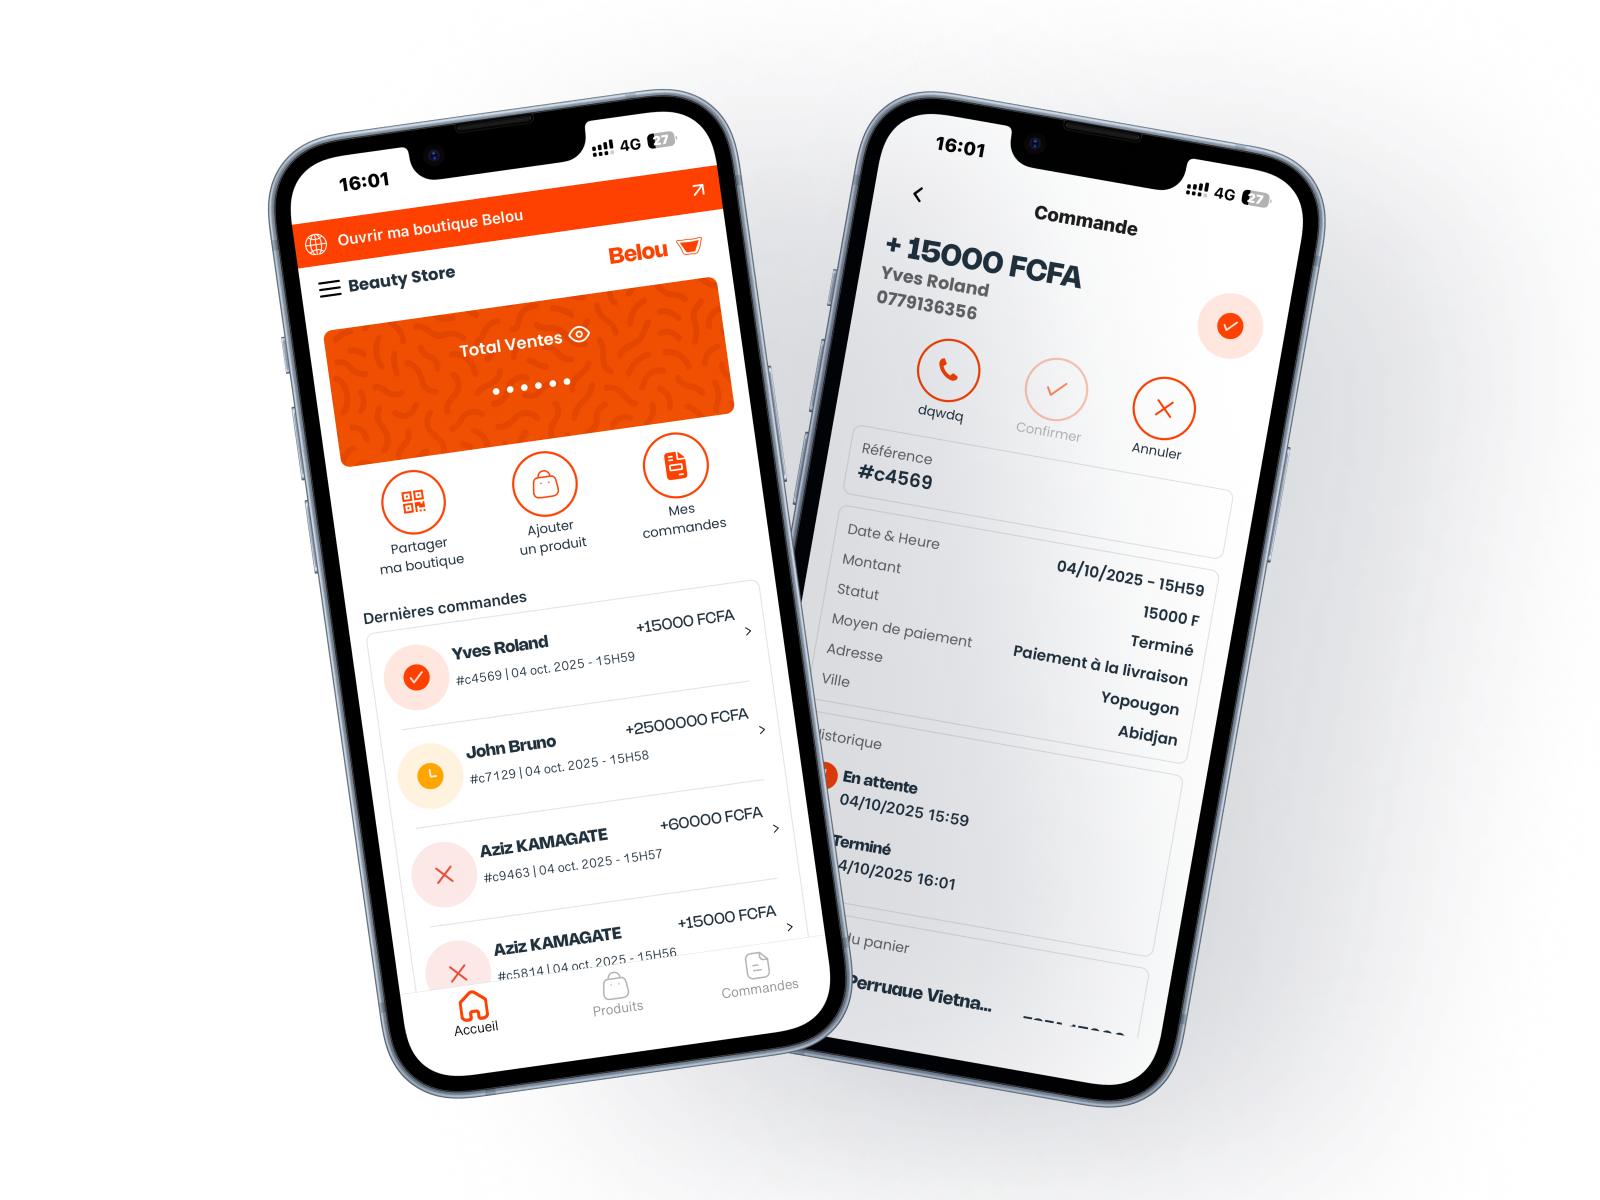 16:01
4G 27
Ouvrir ma boutique Belou
Beauty Store
Belou
Total Ventes
Partager
ma boutique
Ajouter
un produit
Mes
commandes
Dernières commandes
Yves Roland
+15000 FCFA
#c4569 | 04 oct. 2025 - 15H59
John Bruno
+2500000 FCFA
#c7129 | 04 oct. 2025 - 15H58
Aziz KAMAGATE
+60000 FCFA
#c9463 | 04 oct. 2025 - 15H57
Aziz KAMAGATE
+15000 FCFA
#c5814 | 04 oct. 2025 - 15H56
Accueil
Produits
Commandes
16:01
4G 27
Commande
+ 15000 FCFA
Yves Roland
0779136356
dqwdq
Confirmer
Annuler
Référence
#c4569
Date & Heure
04/10/2025 - 15H59
Montant
15000 F
Statut
Terminé
Moyen de paiement
Paiement à la livraison
Adresse
Yopougon
Ville
Abidjan
istorique
En attente
04/10/2025 15:59
Terminé
4/10/2025 16:01
du panier
Perruque Vietna...